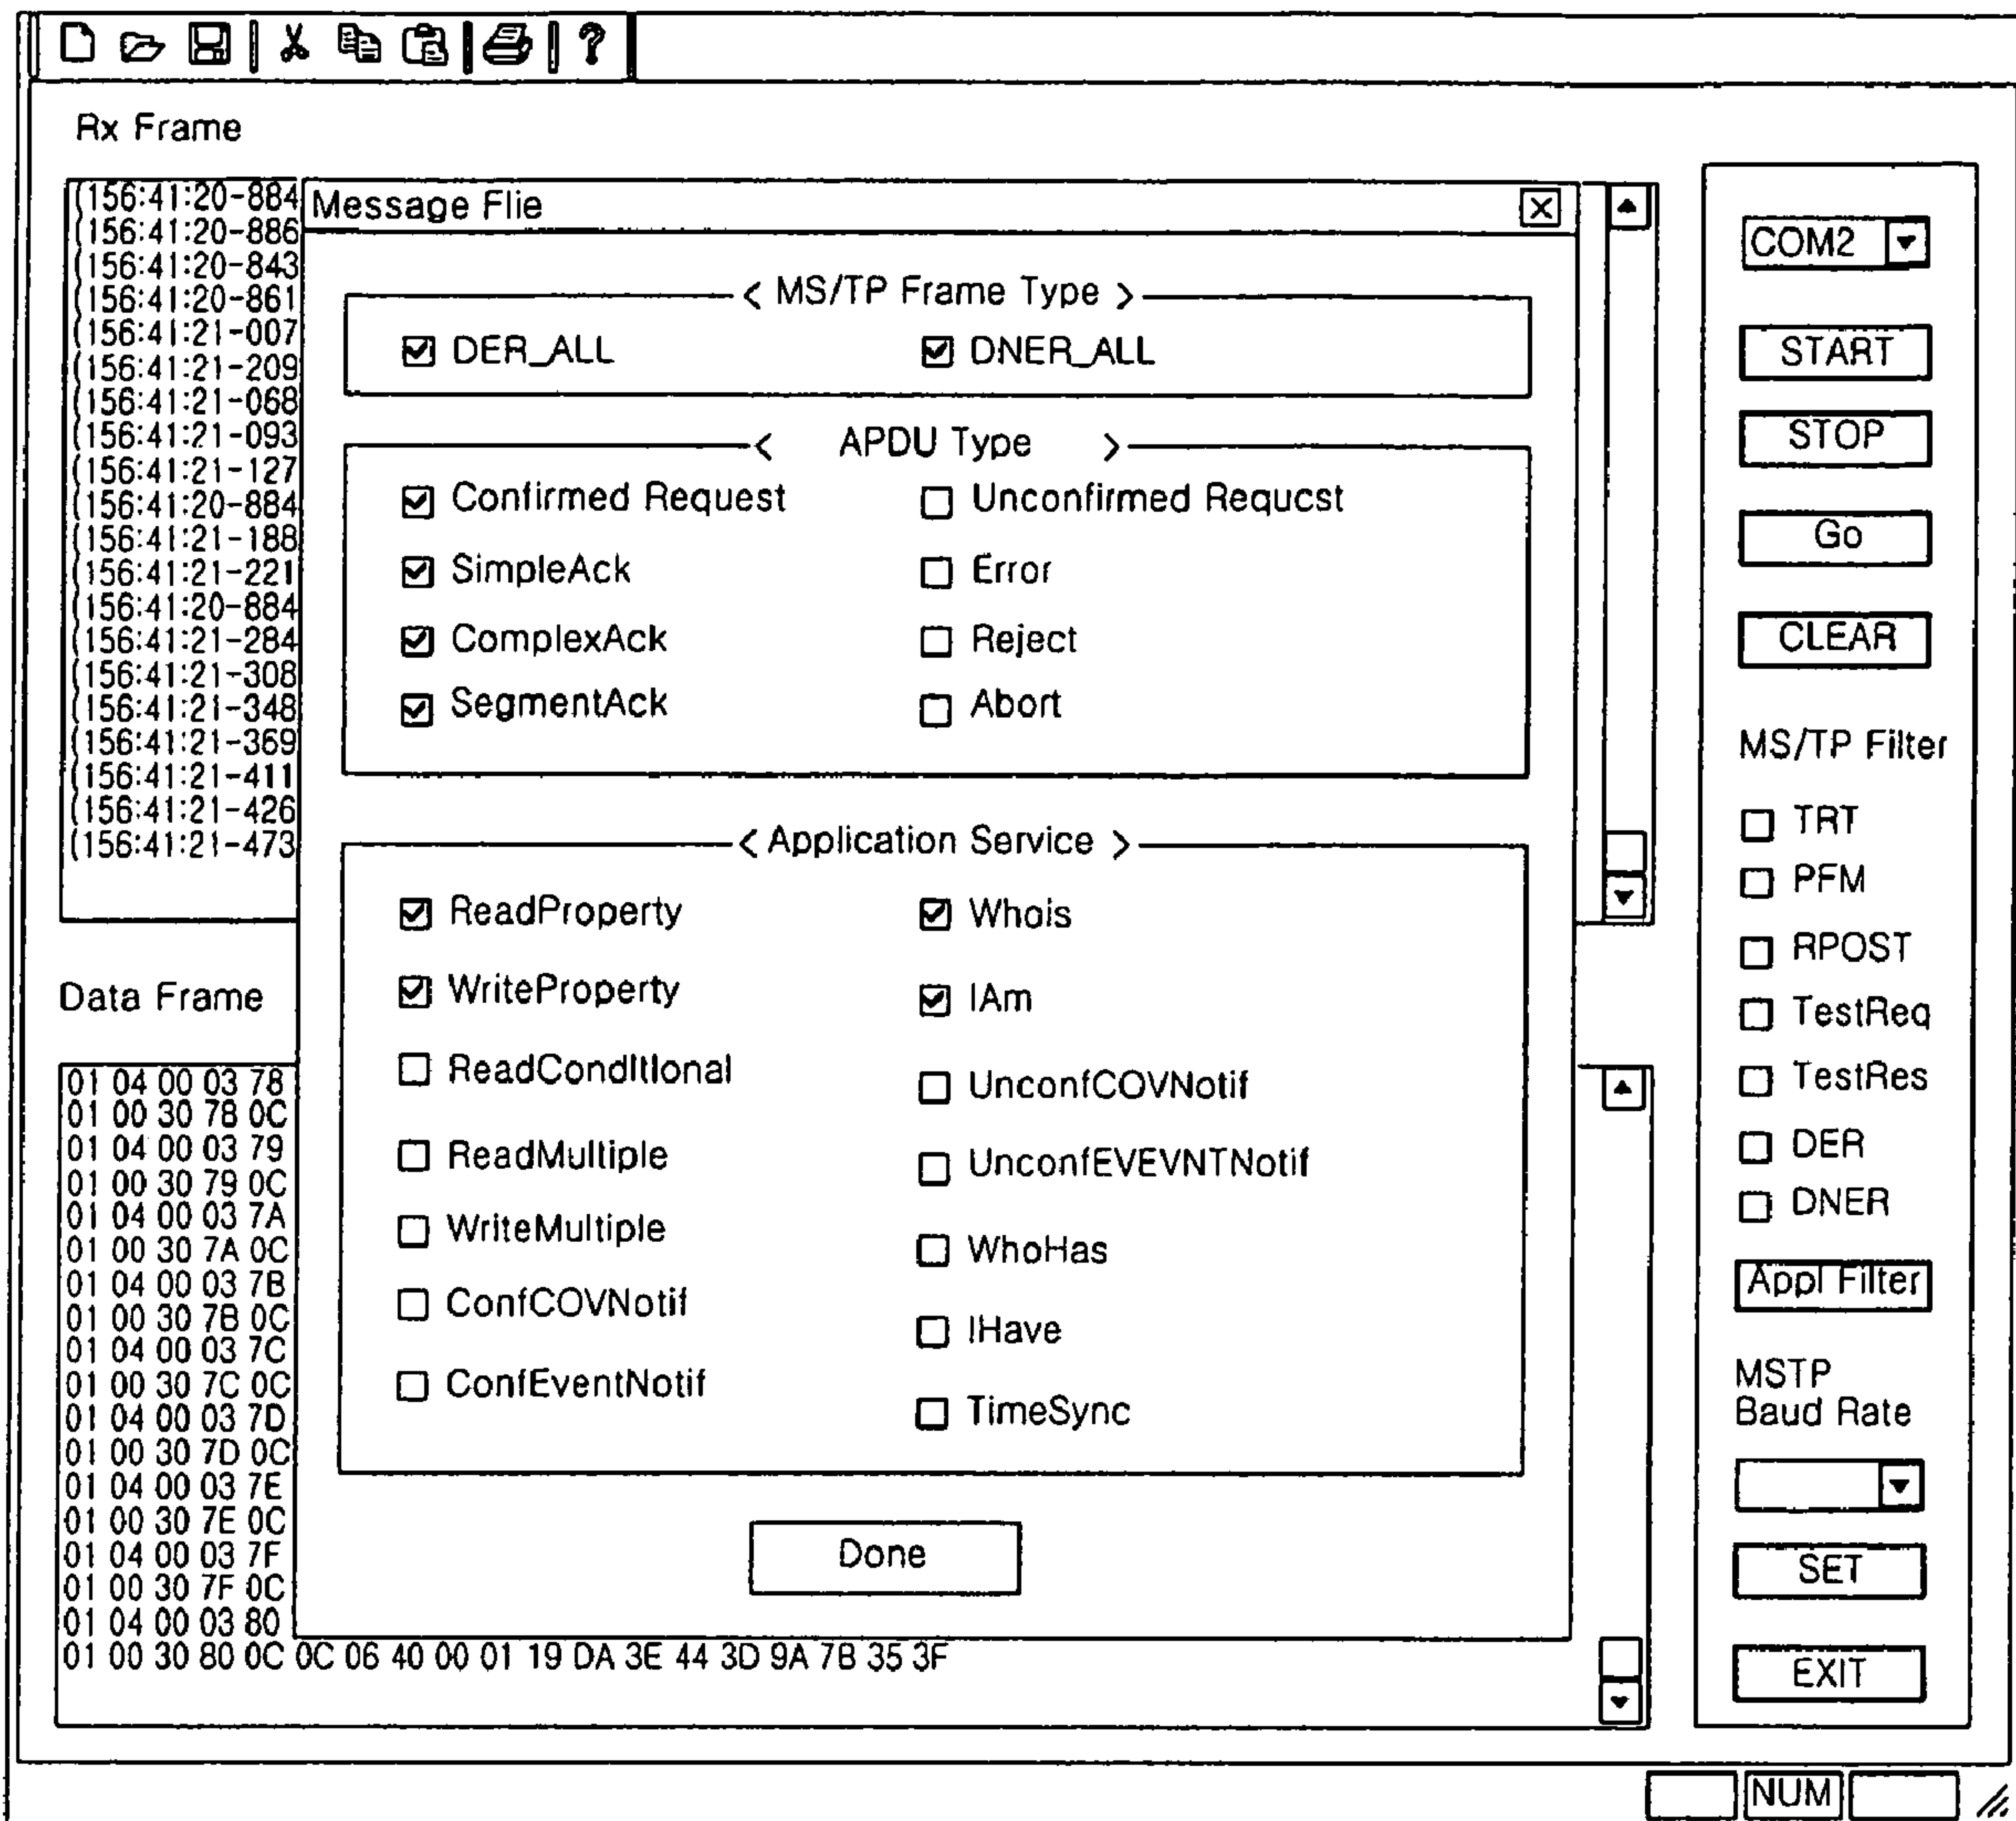 Rx Frame
(156:41:20-884
(156:41:20-886
(156:41:20-843
(156:41:20-861
(156:41:21-007
(156:41:21-209
(156:41:21-068
(156:41:21-093
(156:41:21-127
(156:41:20-884
(156:41:21-188
(156:41:21-221
(156:41:20-884
(156:41:21-284
(156:41:21-308
(156:41:21-348
(156:41:21-369
(156:41:21-411
(156:41:21-426
(156:41:21-473
Data Frame
01 04 00 03 78
01 00 30 78 0C
01 04 00 03 79
01 00 30 79 0C
01 04 00 03 7A
01 00 30 7A 0C
01 04 00 03 7B
01 00 30 7B 0C
01 04 00 03 7C
01 00 30 7C 0C
01 04 00 03 7D
01 00 30 7D 0C
01 04 00 03 7E
01 00 30 7E 0C
01 04 00 03 7F
01 00 30 7F 0C
01 04 00 03 80
01 00 30 80 0C 0C 06 40 00 01 19 DA 3E 44 3D 9A 7B 35 3F
Message Flie
< MS/TP Frame Type >
DER_ALL DNER_ALL
< APDU Type >
Confirmed Request Unconfirmed Requcst
SimpleAck Error
ComplexAck Reject
SegmentAck Abort
< Application Service >
ReadProperty Whois
WriteProperty IAm
ReadCondItIonal UnconfCOVNotif
ReadMultiple UnconfEVEVNTNotif
WriteMultiple WhoHas
ConfCOVNotif IHave
ConfEventNotif TimeSync
Done
COM2
START
STOP
Go
CLEAR
MS/TP Filter
TRT
PFM
RPOST
TestReq
TestRes
DER
DNER
Appl Filter
MSTP
Baud Rate
SET
EXIT
NUM